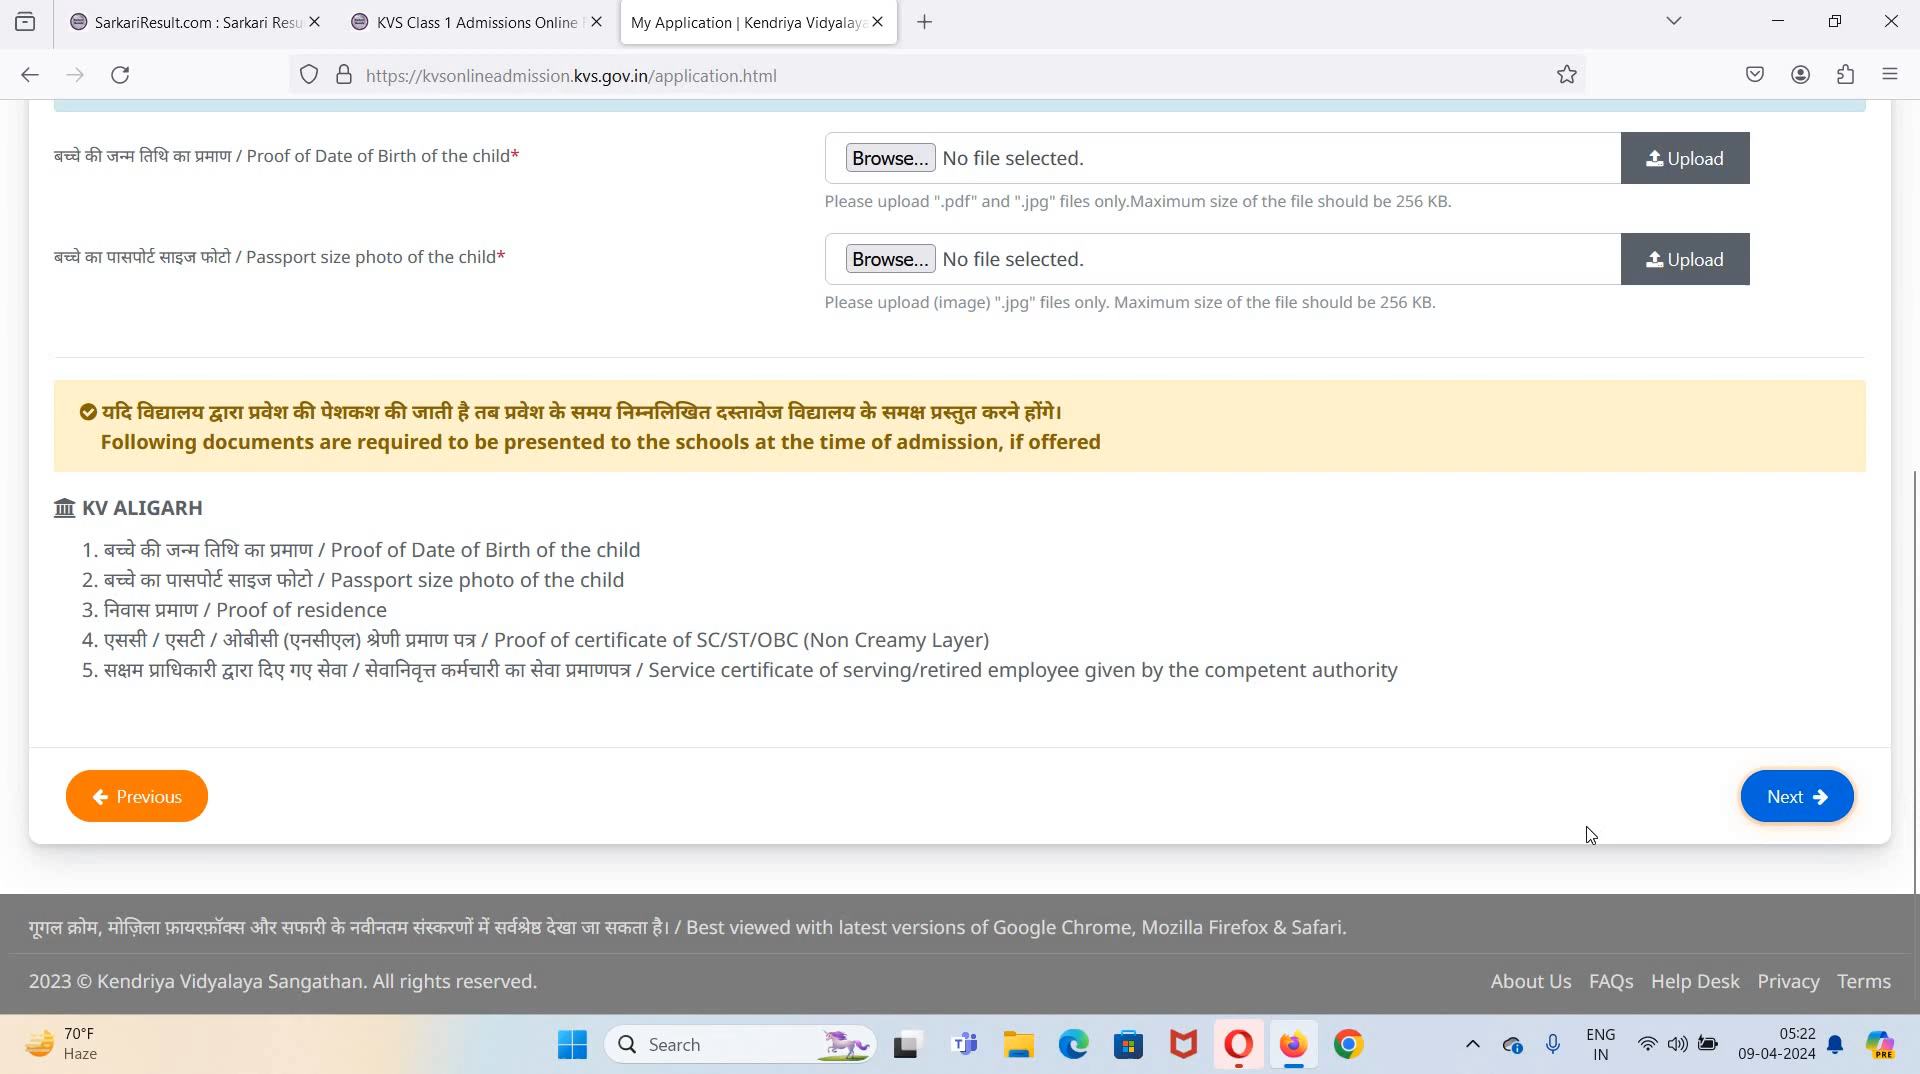 SarkariResult.com : Sarkari Resu
KVS Class 1 Admissions Online
My Application | Kendriya Vidyalaya
https://kvsonlineadmission.kvs.gov.in/application.html
बच्चे की जन्म तिथि का प्रमाण / Proof of Date of Birth of the child*
Browse... No file selected.
Upload
Please upload ".pdf" and ".jpg" files only.Maximum size of the file should be 256 KB.
बच्चे का पासपोर्ट साइज फोटो / Passport size photo of the child*
Browse... No file selected.
Upload
Please upload (image) ".jpg" files only. Maximum size of the file should be 256 KB.
यदि विद्यालय द्वारा प्रवेश की पेशकश की जाती है तब प्रवेश के समय निम्नलिखित दस्तावेज विद्यालय के समक्ष प्रस्तुत करने होंगे।
Following documents are required to be presented to the schools at the time of admission, if offered
KV ALIGARH
1. बच्चे की जन्म तिथि का प्रमाण / Proof of Date of Birth of the child
2. बच्चे का पासपोर्ट साइज फोटो / Passport size photo of the child
3. निवास प्रमाण / Proof of residence
4. एससी / एसटी / ओबीसी (एनसीएल) श्रेणी प्रमाण पत्र / Proof of certificate of SC/ST/OBC (Non Creamy Layer)
5. सक्षम प्राधिकारी द्वारा दिए गए सेवा / सेवानिवृत्त कर्मचारी का सेवा प्रमाणपत्र / Service certificate of serving/retired employee given by the competent authority
Previous
Next
गूगल क्रोम, मोज़िला फ़ायरफ़ॉक्स और सफारी के नवीनतम संस्करणों में सर्वश्रेष्ठ देखा जा सकता है। / Best viewed with latest versions of Google Chrome, Mozilla Firefox & Safari.
2023 © Kendriya Vidyalaya Sangathan. All rights reserved.
About Us FAQs Help Desk Privacy Terms
70°F
Haze
Search
ENG
IN
05:22
09-04-2024
PRE